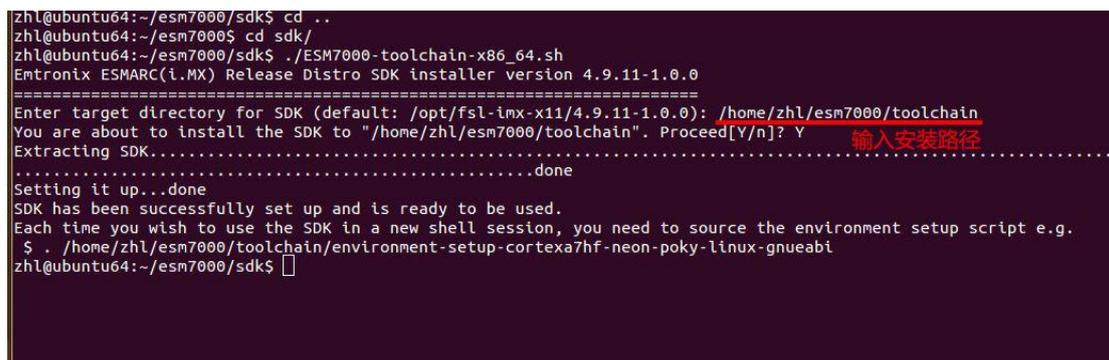 zhl@ubuntu64:~/esm7000/sdk$ cd ..
zhl@ubuntu64:~/esm7000$ cd sdk/
zhl@ubuntu64:~/esm7000/sdk$ ./ESM7000-toolchain-x86_64.sh
Emtronix ESMARC(i.MX) Release Distro SDK installer version 4.9.11-1.0.0
=======================================================================
Enter target directory for SDK (default: /opt/fsl-imx-x11/4.9.11-1.0.0): /home/zhl/esm7000/toolchain
You are about to install the SDK to "/home/zhl/esm7000/toolchain". Proceed[Y/n]? Y
输入安装路径
Extracting SDK....................................................................................................
......................................................done
Setting it up...done
SDK has been successfully set up and is ready to be used.
Each time you wish to use the SDK in a new shell session, you need to source the environment setup script e.g.
$ . /home/zhl/esm7000/toolchain/environment-setup-cortexa7hf-neon-poky-linux-gnueabi
zhl@ubuntu64:~/esm7000/sdk$